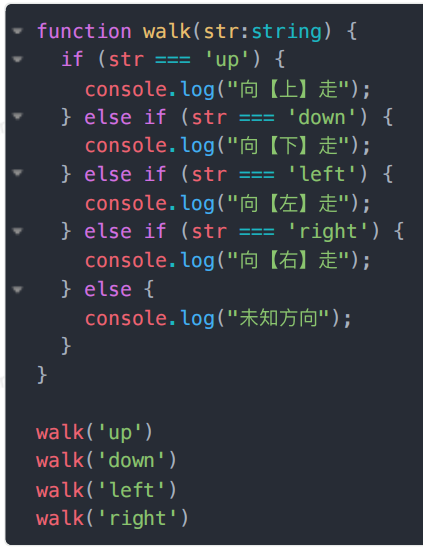 function walk(str:string) {
  if (str === 'up') {
    console.log("向【上】走");
  } else if (str === 'down') {
    console.log("向【下】走");
  } else if (str === 'left') {
    console.log("向【左】走");
  } else if (str === 'right') {
    console.log("向【右】走");
  } else {
    console.log("未知方向");
  }
}

walk('up')
walk('down')
walk('left')
walk('right')